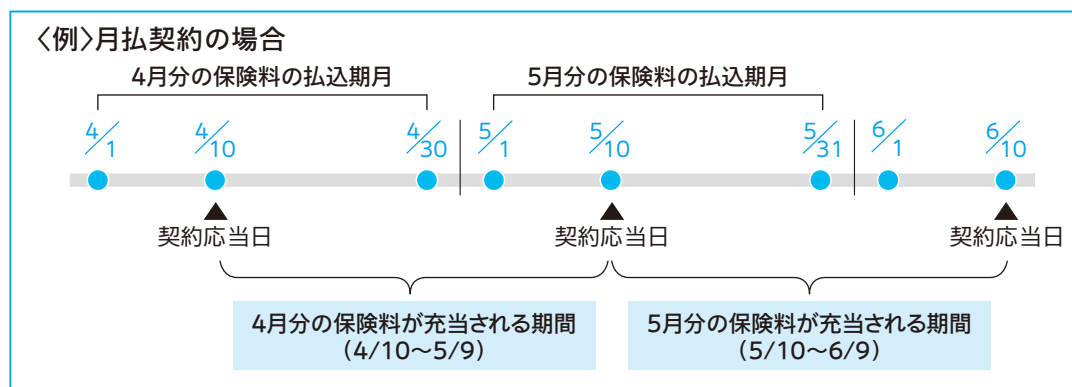 〈例〉月払契約の場合
4月分の保険料の払込期月
5月分の保険料の払込期月
4/1
4/10
4/30
5/1
5/10
5/31
6/1
6/10
契約応当日
契約応当日
契約応当日
4月分の保険料が充当される期間
（4/10～5/9）
5月分の保険料が充当される期間
（5/10～6/9）